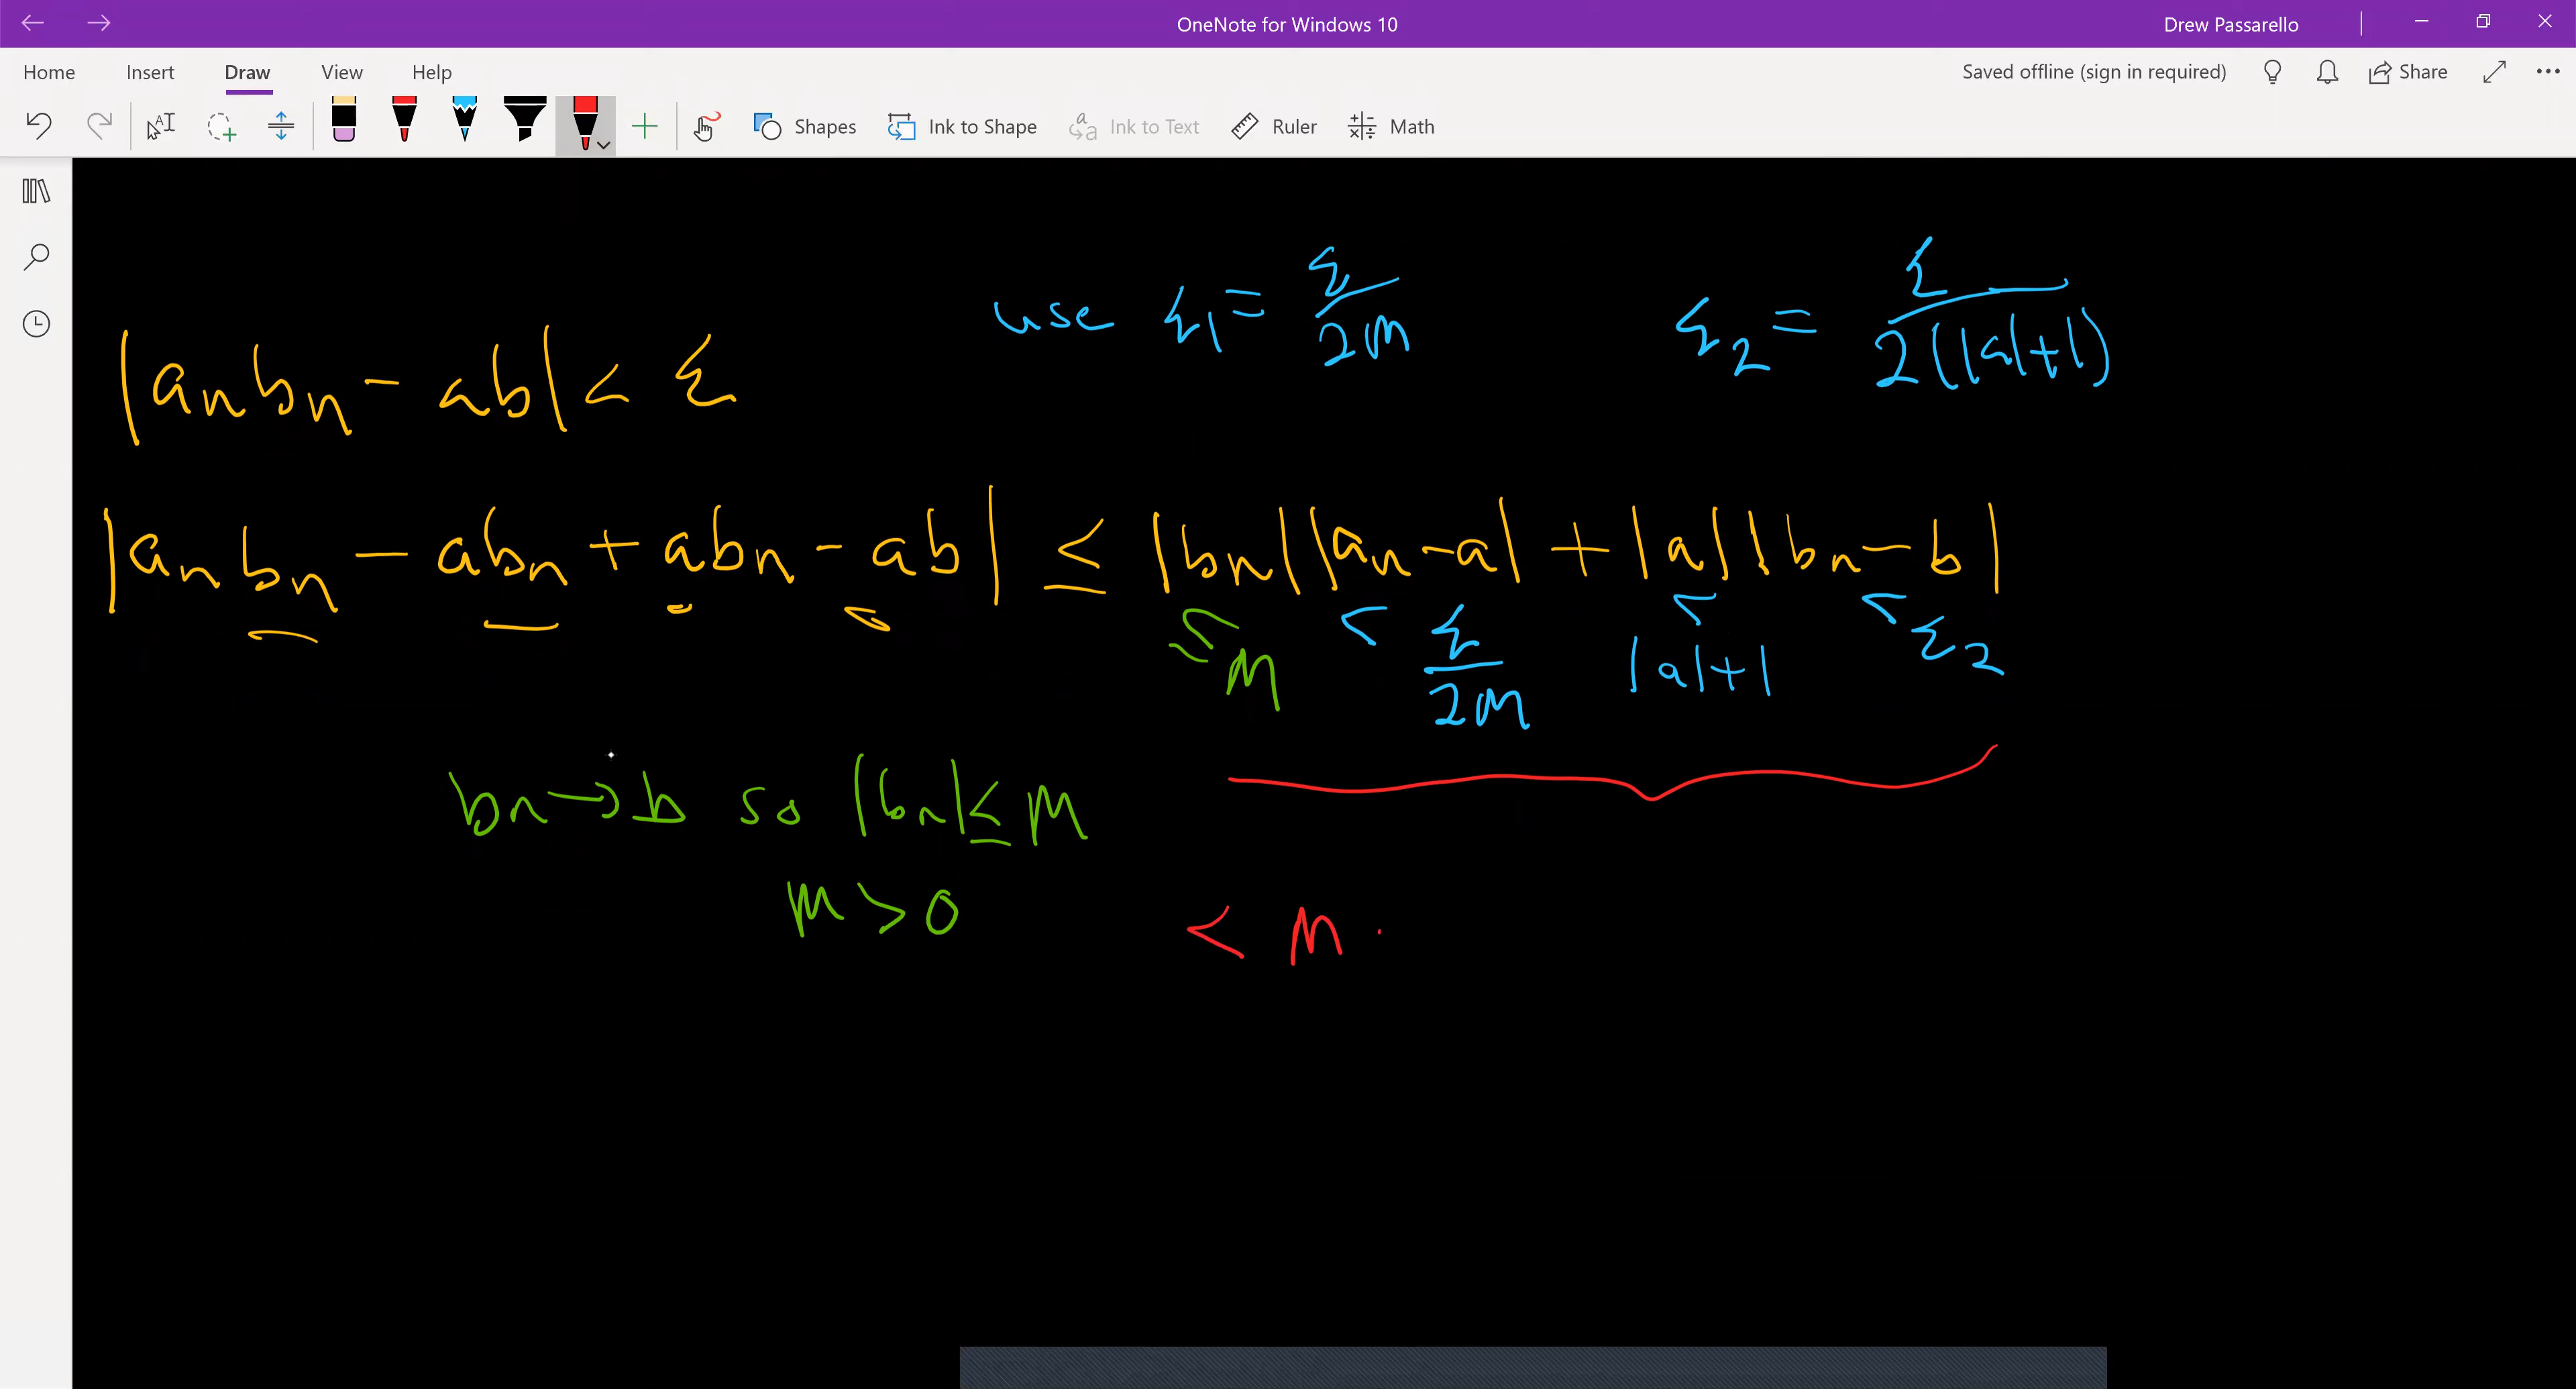 OneNote for Windows 10
Drew Passarello
Home Insert Draw View Help
Saved offline (sign in required) Share
Shapes Ink to Shape Ink to Text Ruler Math
use ε₁ = ε/2M ε₂ = ε/2(|a|+1)
|aₙbₙ - ab| < ε
|aₙbₙ - abₙ + abₙ - ab| ≤ |bₙ||aₙ - a| + |a||bₙ - b|
≤ M < ε/2M < |a|+1 < ε₂
bₙ → b so |bₙ| ≤ M
M > 0
< M ·